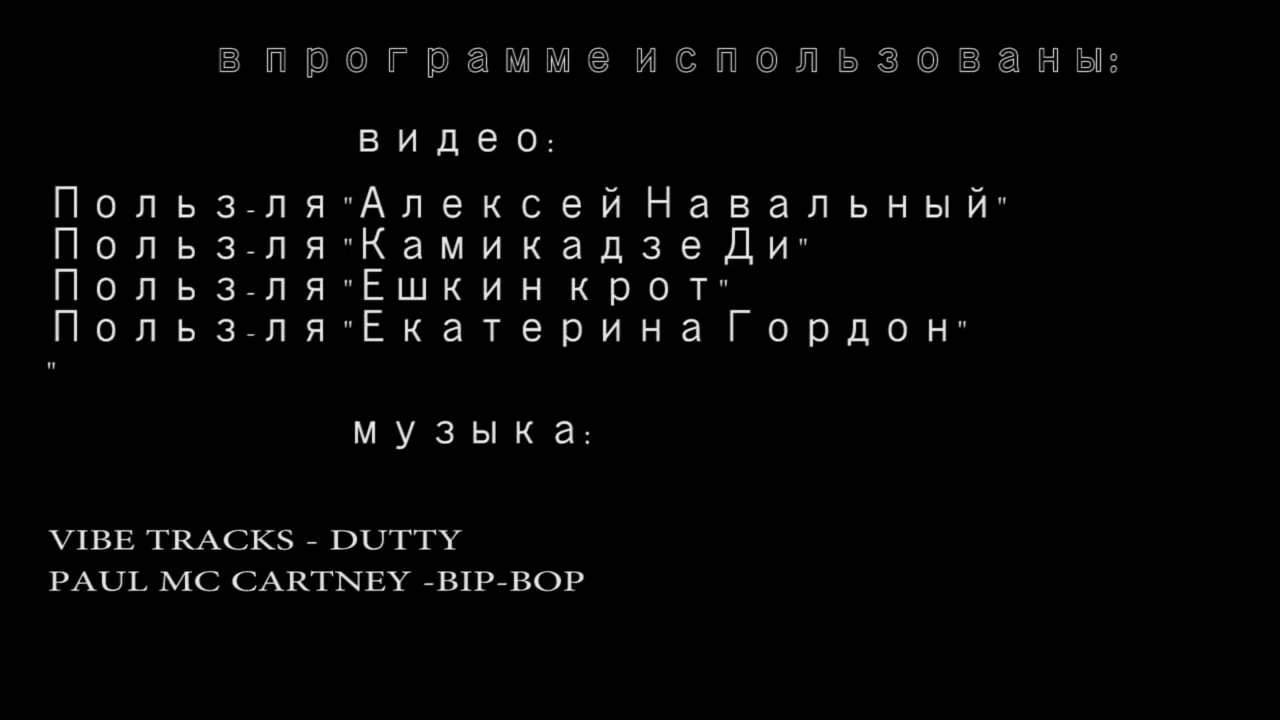 в программе использованы:
видео:
Польз-ля "Алексей Навальный"
Польз-ля "Камикадзе Ди"
Польз-ля "Ешкин крот"
Польз-ля "Екатерина Гордон"
"
музыка:
VIBE TRACKS - DUTTY
PAUL MC CARTNEY -BIP-BOP